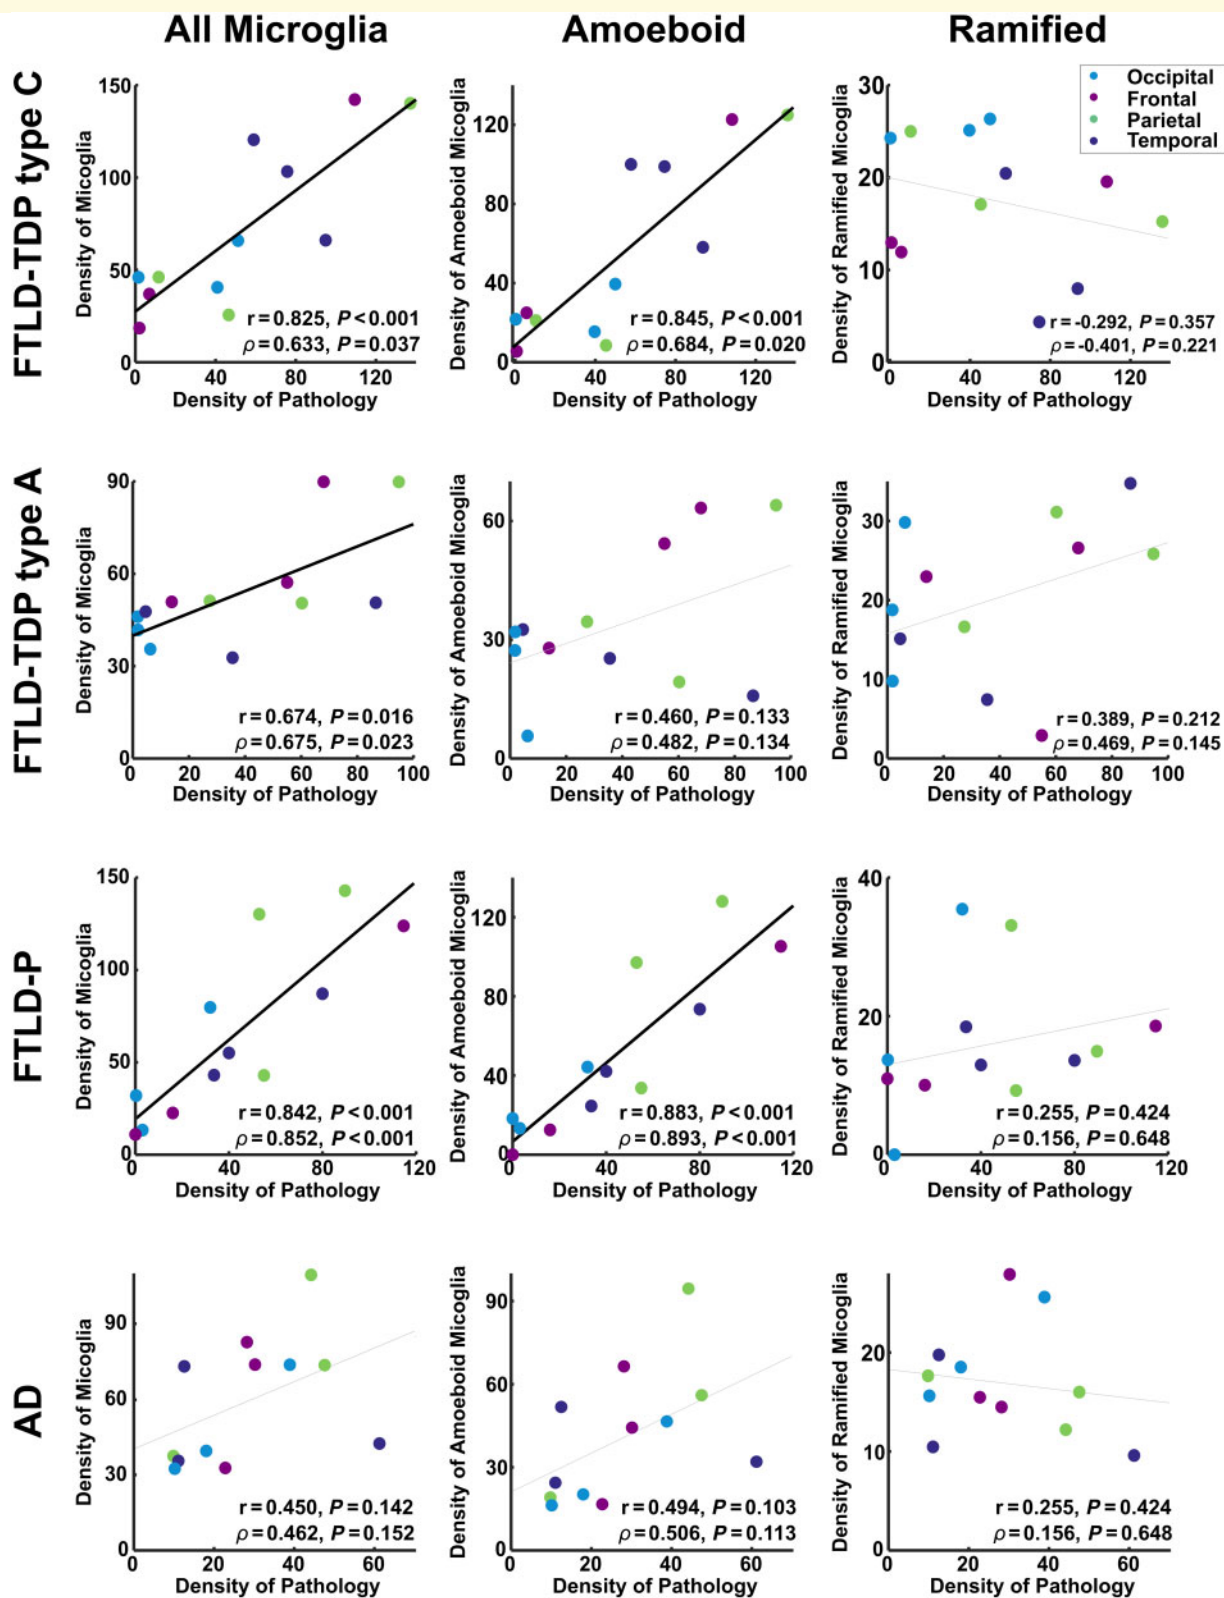 All Microglia
Amoeboid
Ramified
Occipital
Frontal
Parietal
Temporal
FTLD-TDP type C
Density of Micoglia
150
100
50
0
0 40 80 120
r=0.825, P<0.001
ρ=0.633, P=0.037
Density of Pathology
Density of Amoeboid Micoglia
120
80
40
0
0 40 80 120
r=0.845, P<0.001
ρ=0.684, P=0.020
Density of Pathology
Density of Ramified Micoglia
30
20
10
0
0 40 80 120
r=-0.292, P=0.357
ρ=-0.401, P=0.221
Density of Pathology
FTLD-TDP type A
Density of Micoglia
90
60
30
0
0 20 40 60 80 100
r=0.674, P=0.016
ρ=0.675, P=0.023
Density of Pathology
Density of Amoeboid Micoglia
60
30
0
0 20 40 60 80 100
r=0.460, P=0.133
ρ=0.482, P=0.134
Density of Pathology
Density of Ramified Micoglia
30
20
10
0
0 20 40 60 80 100
r=0.389, P=0.212
ρ=0.469, P=0.145
Density of Pathology
FTLD-P
Density of Micoglia
150
100
50
0
0 40 80 120
r=0.842, P<0.001
ρ=0.852, P<0.001
Density of Pathology
Density of Amoeboid Micoglia
120
80
40
0
0 40 80 120
r=0.883, P<0.001
ρ=0.893, P<0.001
Density of Pathology
Density of Ramified Micoglia
40
20
0
0 40 80 120
r=0.255, P=0.424
ρ=0.156, P=0.648
Density of Pathology
AD
Density of Micoglia
90
60
30
0
0 20 40 60
r=0.450, P=0.142
ρ=0.462, P=0.152
Density of Pathology
Density of Amoeboid Micoglia
90
60
30
0
0 20 40 60
r=0.494, P=0.103
ρ=0.506, P=0.113
Density of Pathology
Density of Ramified Micoglia
20
10
0
0 20 40 60
r=0.255, P=0.424
ρ=0.156, P=0.648
Density of Pathology